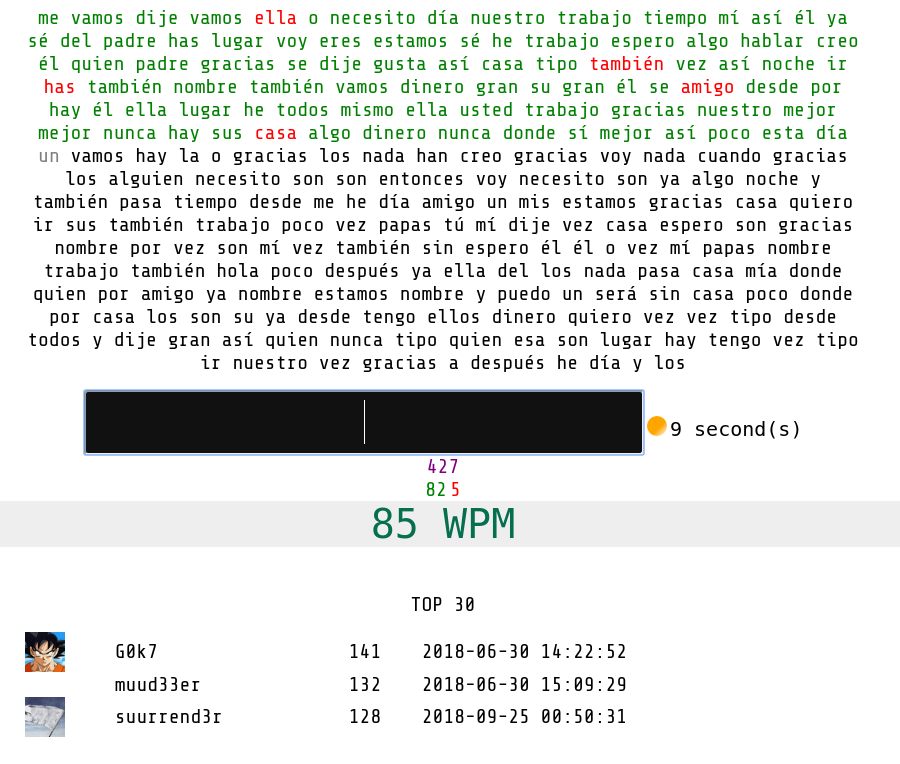 me vamos dije vamos ella o necesito día nuestro trabajo tiempo mí así él ya
sé del padre has lugar voy eres estamos sé he trabajo espero algo hablar creo
él quien padre gracias se dije gusta así casa tipo también vez así noche ir
has también nombre también vamos dinero gran su gran él se amigo desde por
hay él ella lugar he todos mismo ella usted trabajo gracias nuestro mejor
mejor nunca hay sus casa algo dinero nunca donde sí mejor así poco esta día
un vamos hay la o gracias los nada han creo gracias voy nada cuando gracias
los alguien necesito son son entonces voy necesito son ya algo noche y
también pasa tiempo desde me he día amigo un mis estamos gracias casa quiero
ir sus también trabajo poco vez papas tú mí dije vez casa espero son gracias
nombre por vez son mí vez también sin espero él él o vez mí papas nombre
trabajo también hola poco después ya ella del los nada pasa casa mía donde
quien por amigo ya nombre estamos nombre y puedo un será sin casa poco donde
por casa los son su ya desde tengo ellos dinero quiero vez vez tipo desde
todos y dije gran así quien nunca tipo quien esa son lugar hay tengo vez tipo
ir nuestro vez gracias a después he día y los
9 second(s)
427
82 5
85 WPM
TOP 30
G0k7 141 2018-06-30 14:22:52
muud33er 132 2018-06-30 15:09:29
suurrend3r 128 2018-09-25 00:50:31